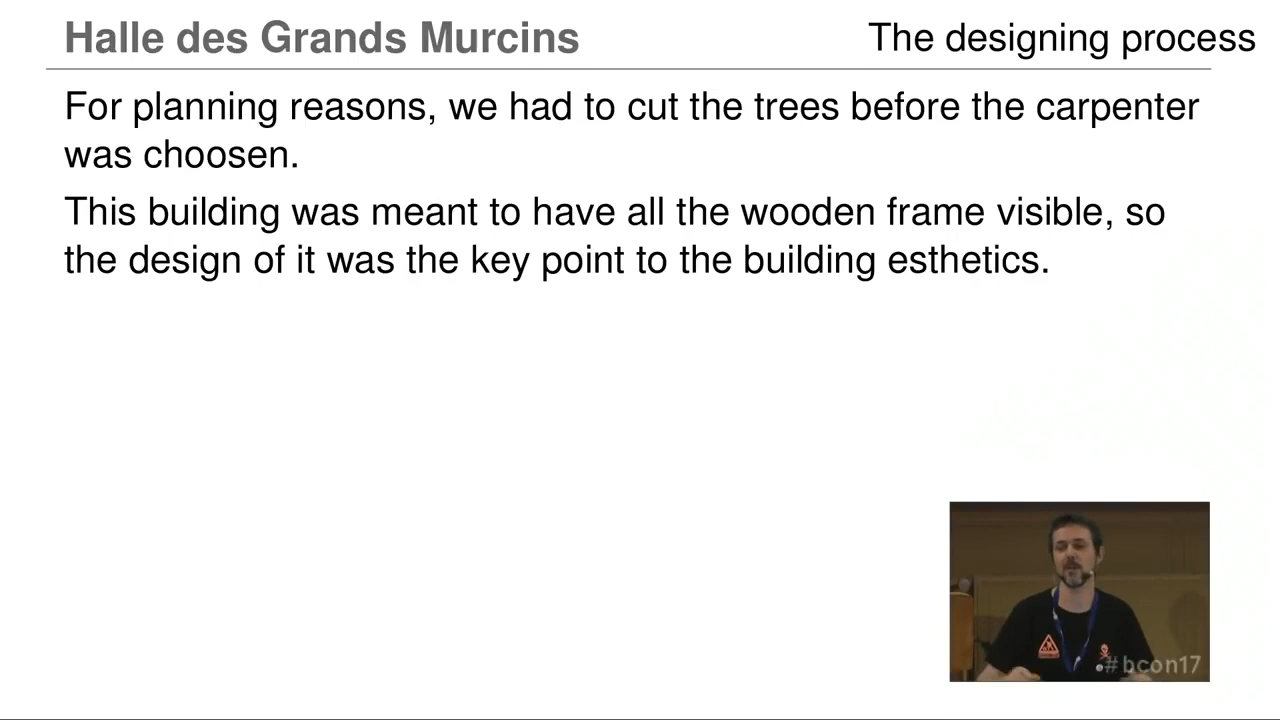 Halle des Grands Murcins
The designing process
For planning reasons, we had to cut the trees before the carpenter
was choosen.
This building was meant to have all the wooden frame visible, so
the design of it was the key point to the building esthetics.
#bcon17